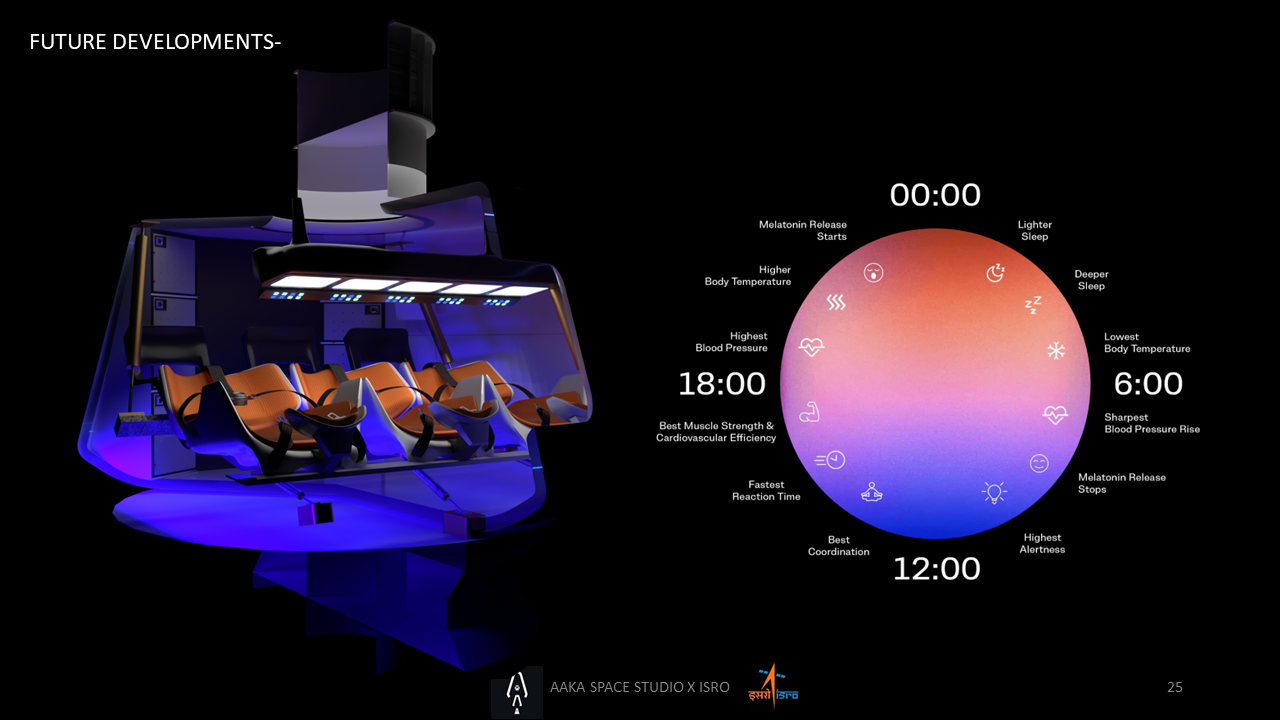 FUTURE DEVELOPMENTS-
00:00
Melatonin Release
Starts
Lighter
Sleep
Higher
Body Temperature
Deeper
Sleep
Highest
Blood Pressure
Lowest
Body Temperature
18:00
6:00
Best Muscle Strength &
Cardiovascular Efficiency
Sharpest
Blood Pressure Rise
Fastest
Reaction Time
Melatonin Release
Stops
Best
Coordination
Highest
Alertness
12:00
AAKA SPACE STUDIO X ISRO
इसरो isro
25